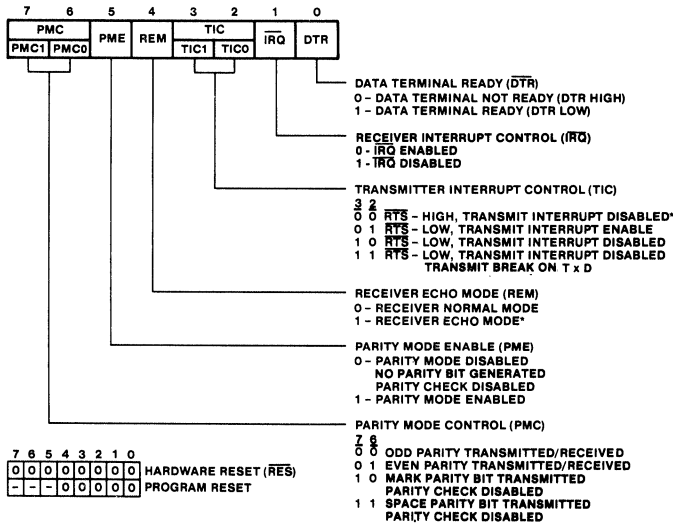 7 6 5 4 3 2 1 0
PMC PME REM TIC IRQ DTR
PMC1 PMC0 TIC1 TIC0
DATA TERMINAL READY (DTR)
0 – DATA TERMINAL NOT READY (DTR HIGH)
1 – DATA TERMINAL READY (DTR LOW)
RECEIVER INTERRUPT CONTROL (IRQ)
0 - IRQ ENABLED
1 - IRQ DISABLED
TRANSMITTER INTERRUPT CONTROL (TIC)
3 2
0 0 RTS – HIGH, TRANSMIT INTERRUPT DISABLED*
0 1 RTS – LOW, TRANSMIT INTERRUPT ENABLE
1 0 RTS – LOW, TRANSMIT INTERRUPT DISABLED
1 1 RTS – LOW, TRANSMIT INTERRUPT DISABLED
TRANSMIT BREAK ON T x D
RECEIVER ECHO MODE (REM)
0 – RECEIVER NORMAL MODE
1 – RECEIVER ECHO MODE*
PARITY MODE ENABLE (PME)
0 – PARITY MODE DISABLED
NO PARITY BIT GENERATED
PARITY CHECK DISABLED
1 – PARITY MODE ENABLED
PARITY MODE CONTROL (PMC)
7 6
0 0 ODD PARITY TRANSMITTED/RECEIVED
0 1 EVEN PARITY TRANSMITTED/RECEIVED
1 0 MARK PARITY BIT TRANSMITTED
PARITY CHECK DISABLED
1 1 SPACE PARITY BIT TRANSMITTED
PARITY CHECK DISABLED
7 6 5 4 3 2 1 0
0 0 0 0 0 0 0 0 HARDWARE RESET (RES)
– – – 0 0 0 0 0 PROGRAM RESET